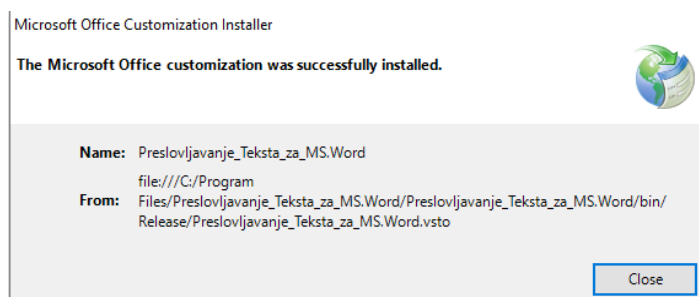 Microsoft Office Customization Installer
The Microsoft Office customization was successfully installed.
Name: Preslovljavanje_Teksta_za_MS.Word
file:///C:/Program
From: Files/Preslovljavanje_Teksta_za_MS.Word/Preslovljavanje_Teksta_za_MS.Word/bin/
Release/Preslovljavanje_Teksta_za_MS.Word.vsto
Close